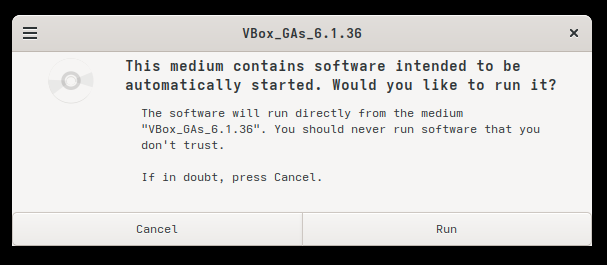 VBox_GAs_6.1.36
This medium contains software intended to be
automatically started. Would you like to run it?
The software will run directly from the medium
"VBox_GAs_6.1.36". You should never run software that you
don't trust.
If in doubt, press Cancel.
Cancel
Run